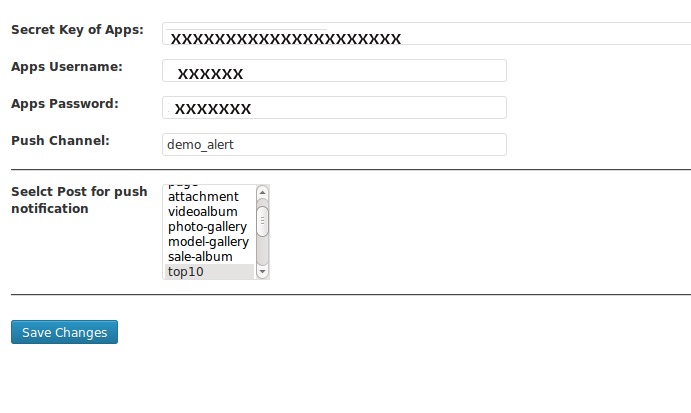 Secret Key of Apps:
XXXXXXXXXXXXXXXXXXXXX
Apps Username:
XXXXXX
Apps Password:
XXXXXXX
Push Channel:
demo_alert
Seelct Post for push
notification
page
attachment
videoalbum
photo-gallery
model-gallery
sale-album
top10
Save Changes